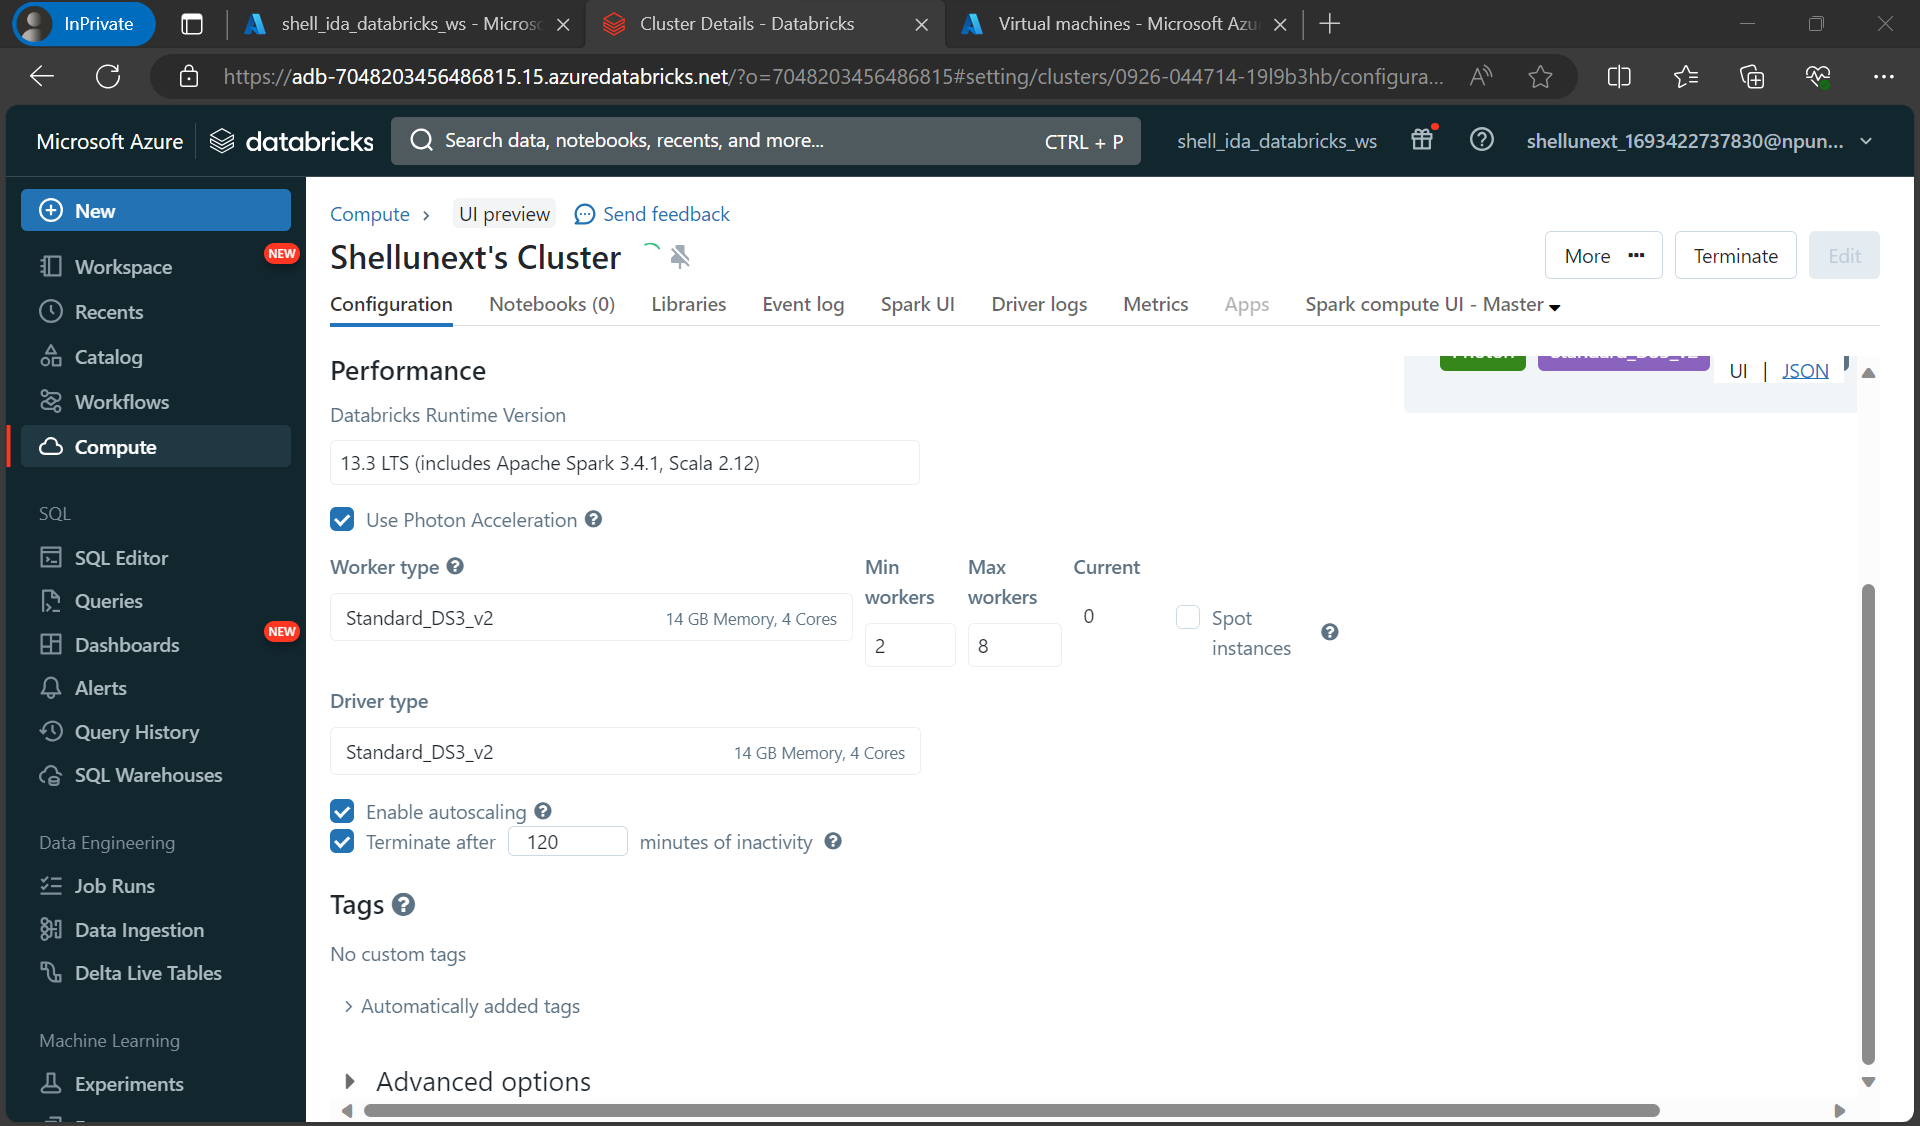 InPrivate
shell_ida_databricks_ws - Micros
Cluster Details - Databricks
Virtual machines - Microsoft Azu
https://adb-7048203456486815.15.azuredatabricks.net/?o=7048203456486815#setting/clusters/0926-044714-19l9b3hb/configura...
Microsoft Azure
databricks
Search data, notebooks, recents, and more...
CTRL + P
shell_ida_databricks_ws
shellunext_1693422737830@npun...
New
Workspace
NEW
Recents
Catalog
Workflows
Compute
SQL
SQL Editor
Queries
Dashboards
NEW
Alerts
Query History
SQL Warehouses
Data Engineering
Job Runs
Data Ingestion
Delta Live Tables
Machine Learning
Experiments
Compute >
UI preview
Send feedback
Shellunext's Cluster
More ...
Terminate
Edit
Configuration
Notebooks (0)
Libraries
Event log
Spark UI
Driver logs
Metrics
Apps
Spark compute UI - Master
UI | JSON
Performance
Databricks Runtime Version
13.3 LTS (includes Apache Spark 3.4.1, Scala 2.12)
Use Photon Acceleration
Worker type
Min
workers
Max
workers
Current
Standard_DS3_v2
14 GB Memory, 4 Cores
2
8
0
Spot
instances
Driver type
Standard_DS3_v2
14 GB Memory, 4 Cores
Enable autoscaling
Terminate after 120 minutes of inactivity
Tags
No custom tags
> Automatically added tags
Advanced options